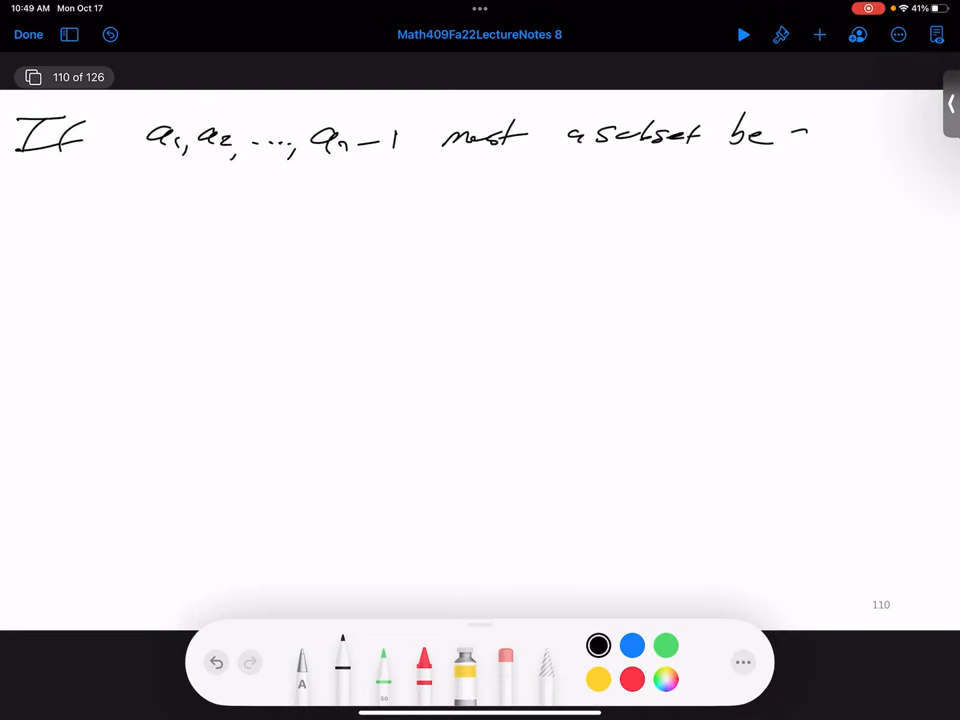 10:49 AM Mon Oct 17
41%
Done
Math409Fa22LectureNotes 8
110 of 126
If a1, a2, ..., an-1 must a subset be
110
A
50